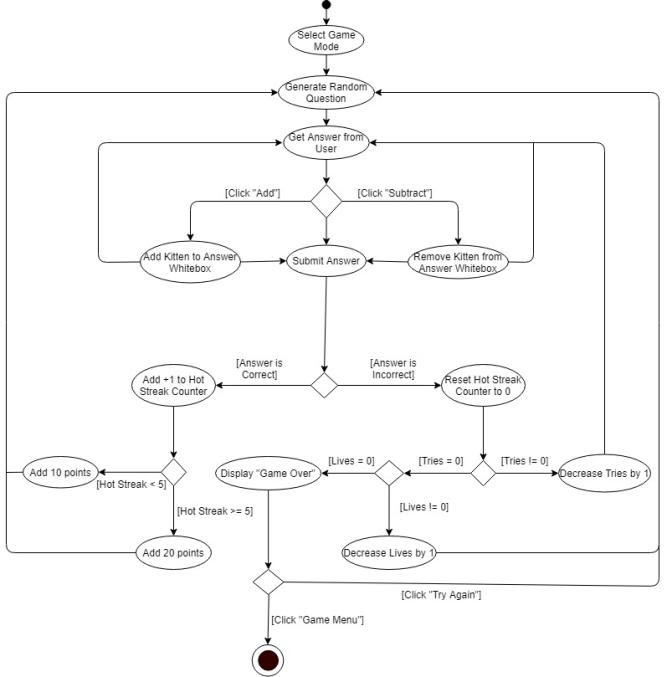 Select Game
Mode
Generate Random
Question
Get Answer from
User
[Click "Add"]
[Click "Subtract"]
Add Kitten to Answer
Whitebox
Submit Answer
Remove Kitten from
Answer Whitebox
[Answer is
Correct]
[Answer is
Incorrect]
Add +1 to Hot
Streak Counter
Reset Hot Streak
Counter to 0
Add 10 points
[Hot Streak < 5]
Display "Game Over"
[Lives = 0]
[Tries = 0]
[Tries != 0]
Decrease Tries by 1
[Hot Streak >= 5]
[Lives != 0]
Add 20 points
Decrease Lives by 1
[Click "Try Again"]
[Click "Game Menu"]